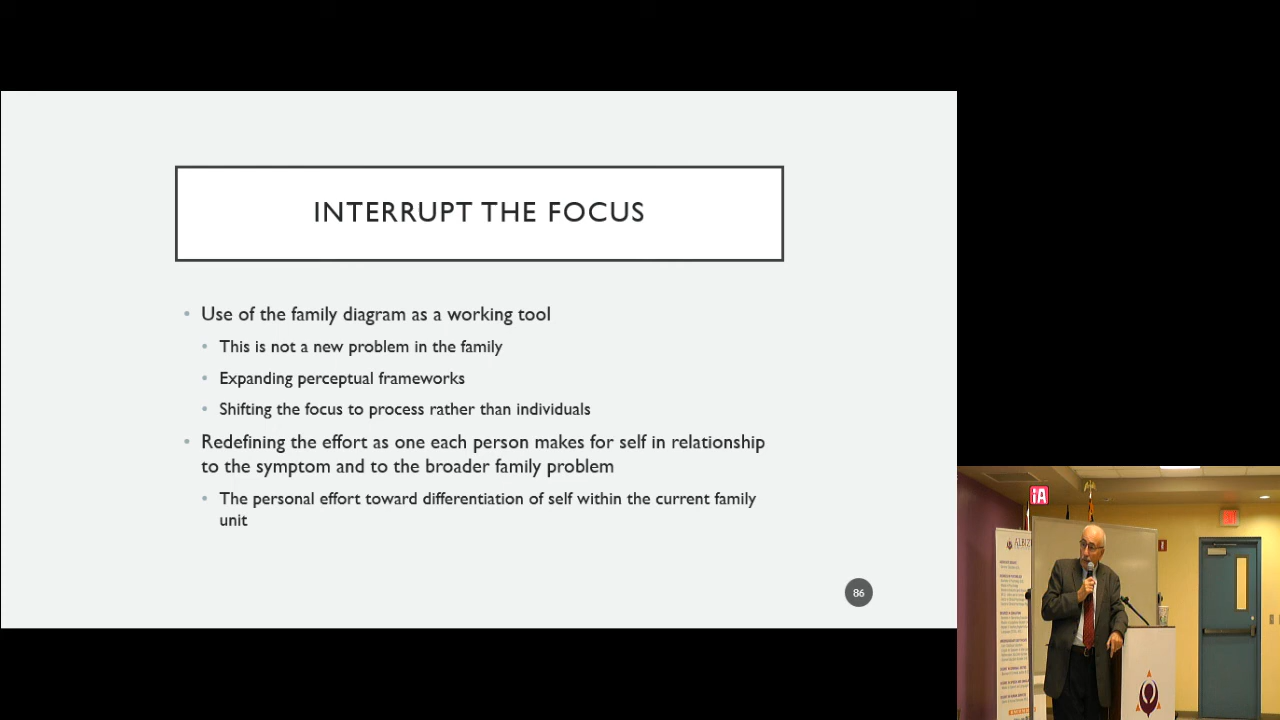 INTERRUPT THE FOCUS
• Use of the family diagram as a working tool
• This is not a new problem in the family
• Expanding perceptual frameworks
• Shifting the focus to process rather than individuals
• Redefining the effort as one each person makes for self in relationship
to the symptom and to the broader family problem
• The personal effort toward differentiation of self within the current family
unit
86
iA
ALBIZ